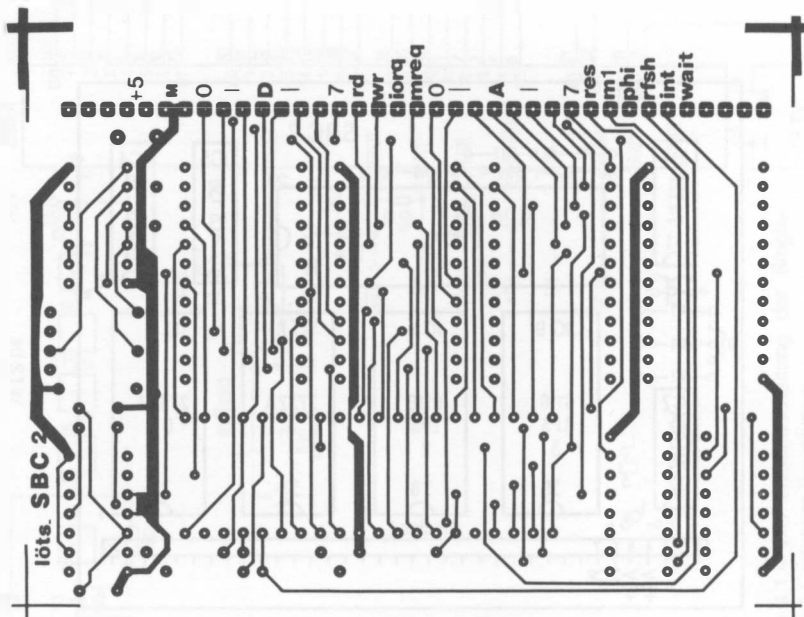 +5
M
0
|
D
|
7
rd
wr
iorq
mreq
0
|
A
|
7
res
m1
phi
rfsh
int
wait
löts. SBC 2